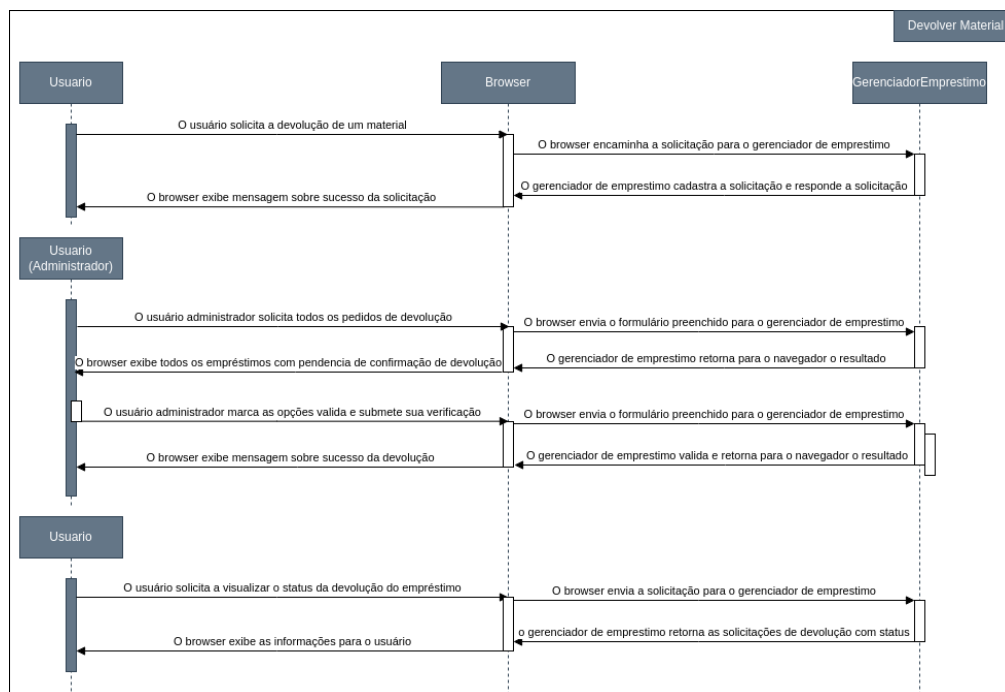 Devolver Material
Usuario
Browser
GerenciadorEmprestimo
O usuário solicita a devolução de um material
O browser encaminha a solicitação para o gerenciador de emprestimo
O gerenciador de emprestimo cadastra a solicitação e responde a solicitação
O browser exibe mensagem sobre sucesso da solicitação
Usuario
(Administrador)
O usuário administrador solicita todos os pedidos de devolução
O browser envia o formulário preenchido para o gerenciador de emprestimo
O gerenciador de emprestimo retorna para o navegador o resultado
O browser exibe todos os empréstimos com pendencia de confirmação de devolução
O usuário administrador marca as opções valida e submete sua verificação
O browser envia o formulário preenchido para o gerenciador de emprestimo
O gerenciador de emprestimo valida e retorna para o navegador o resultado
O browser exibe mensagem sobre sucesso da devolução
Usuario
O usuário solicita a visualizar o status da devolução do empréstimo
O browser envia a solicitação para o gerenciador de emprestimo
o gerenciador de emprestimo retorna as solicitações de devolução com status
O browser exibe as informações para o usuário